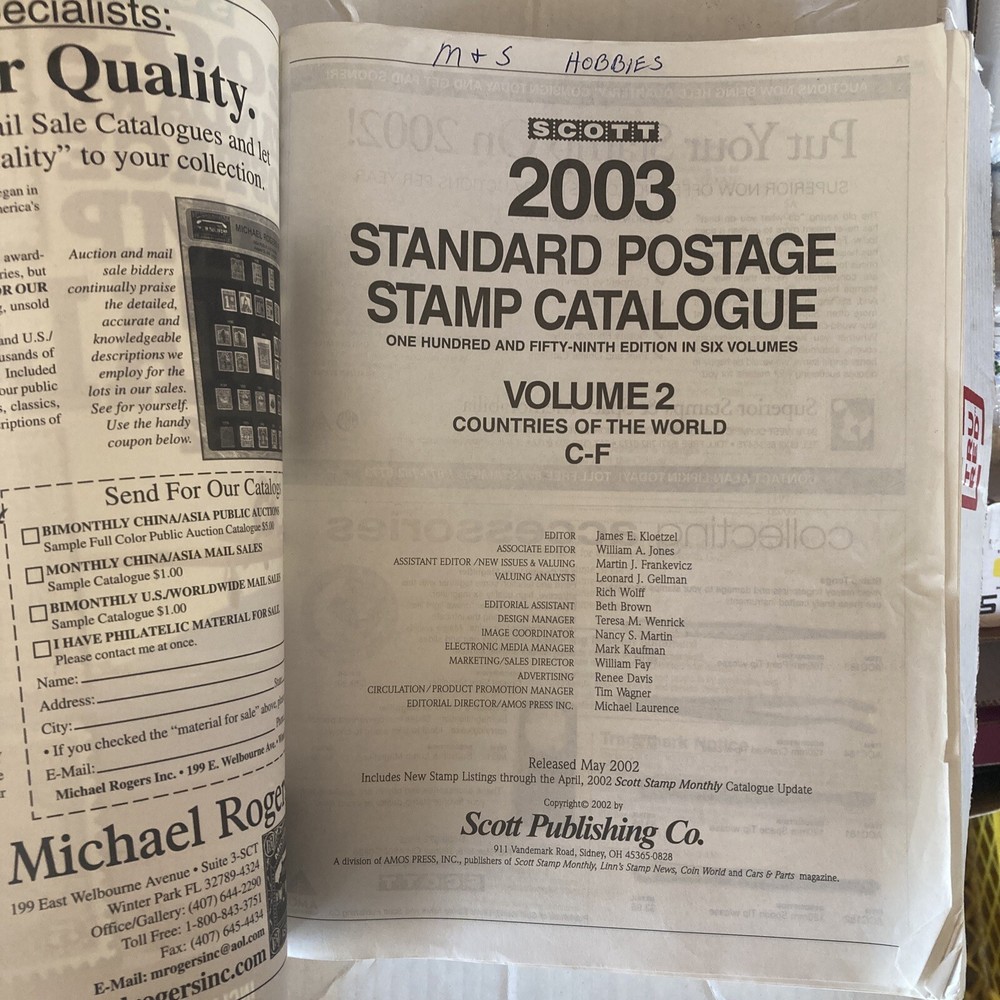 ecialists:
r Quality.
ail Sale Catalogues and let
ality" to your collection.
egan in
nerica's
award-
ries, but
OR OUR
g, unsold
and U.S./
usands of
Included
our public
s, classics,
riptions of
Auction and mail
sale bidders
continually praise
the detailed,
accurate and
knowledgeable
descriptions we
employ for the
lots in our sales.
See for yourself.
Use the handy
coupon below.
Send For Our Catalog
BIMONTHLY CHINA/ASIA PUBLIC AUCTIONS
Sample Full Color Public Auction Catalogue $5.00
MONTHLY CHINA/ASIA MAIL SALES
Sample Catalogue $1.00
BIMONTHLY U.S./WORLDWIDE MAIL SALE
Sample Catalogue $1.00
I HAVE PHILATELIC MATERIAL FOR SALE.
Please contact me at once.
Name:
Address:
City:
• If you checked the "material for sale" above,
E-Mail:
Michael Rogers Inc. • 199 E. Welbourne Ave. •
Michael Roge
199 East Welbourne Avenue • Suite 3-SCT
Winter Park FL 32789-4324
Office/Gallery: (407) 644-2290
Toll Free: 1-800-843-3751
Fax: (407) 645-4434
E-Mail: mrogersinc@aol.com
rogersinc.com
M + S HOBBIES
SCOTT
2003
STANDARD POSTAGE
STAMP CATALOGUE
ONE HUNDRED AND FIFTY-NINTH EDITION IN SIX VOLUMES
VOLUME 2
COUNTRIES OF THE WORLD
C-F
EDITOR James E. Kloetzel
ASSOCIATE EDITOR William A. Jones
ASSISTANT EDITOR /NEW ISSUES & VALUING Martin J. Frankevicz
VALUING ANALYSTS Leonard J. Gellman
Rich Wolff
EDITORIAL ASSISTANT Beth Brown
DESIGN MANAGER Teresa M. Wenrick
IMAGE COORDINATOR Nancy S. Martin
ELECTRONIC MEDIA MANAGER Mark Kaufman
MARKETING/SALES DIRECTOR William Fay
ADVERTISING Renee Davis
CIRCULATION/PRODUCT PROMOTION MANAGER Tim Wagner
EDITORIAL DIRECTOR/AMOS PRESS INC. Michael Laurence
Released May 2002
Includes New Stamp Listings through the April, 2002 Scott Stamp Monthly Catalogue Update
Copyright© 2002 by
Scott Publishing Co.
911 Vandemark Road, Sidney, OH 45365-0828
A division of AMOS PRESS, INC., publishers of Scott Stamp Monthly, Linn's Stamp News, Coin World and Cars & Parts magazine.